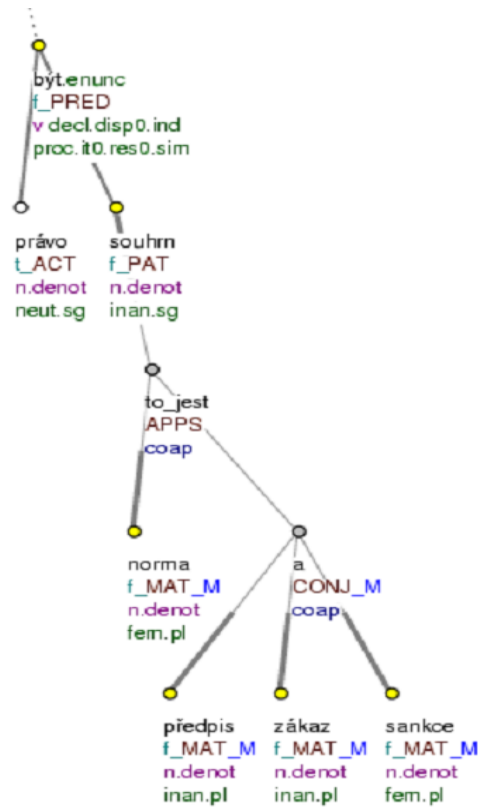 být.enunc
f_PRED
v decl.disp0.ind
proc.it0.res0.sim
právo
t_ACT
n.denot
neut.sg
souhrn
f_PAT
n.denot
inan.sg
to_jest
APPS
coap
norma
f_MAT_M
n.denot
fem.pl
a
CONJ_M
coap
předpis
f_MAT_M
n.denot
inan.pl
zákaz
f_MAT_M
n.denot
inan.pl
sankce
f_MAT_M
n.denot
fem.pl